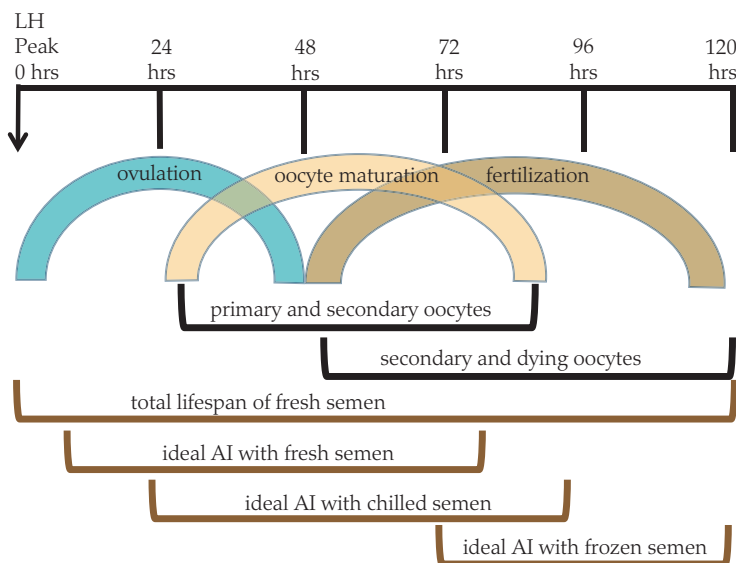 LH
Peak
0 hrs
24
hrs
48
hrs
72
hrs
96
hrs
120
hrs
ovulation
oocyte maturation
fertilization
primary and secondary oocytes
secondary and dying oocytes
total lifespan of fresh semen
ideal AI with fresh semen
ideal AI with chilled semen
ideal AI with frozen semen